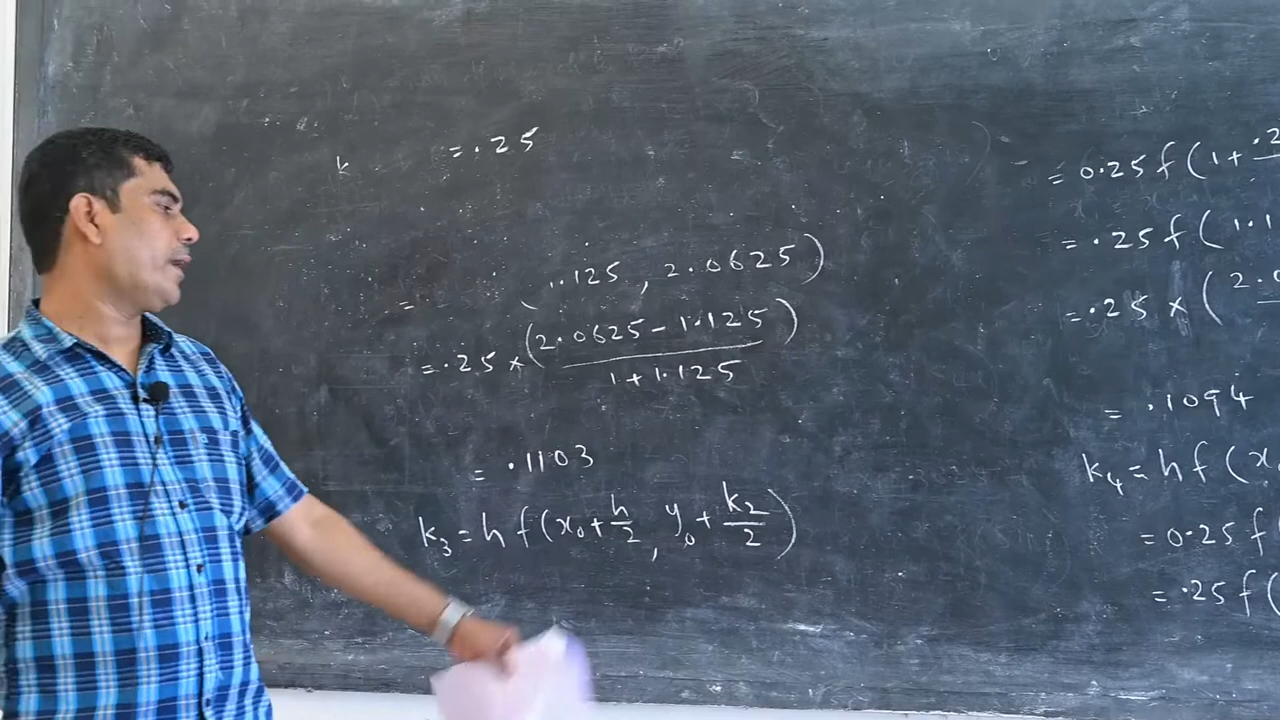 k = .25
(1.125, 2.0625)
= .25 × (2.0625 − 1.125 / 1 + 1.125)
= .1103
k₃ = h f(x₀ + h/2, y₀ + k₂/2)
= 0.25 f(1 + .2
= .25 f(1.1
= .25 × (2.0
= .1094
k₄ = h f(x
= 0.25 f
= .25 f(